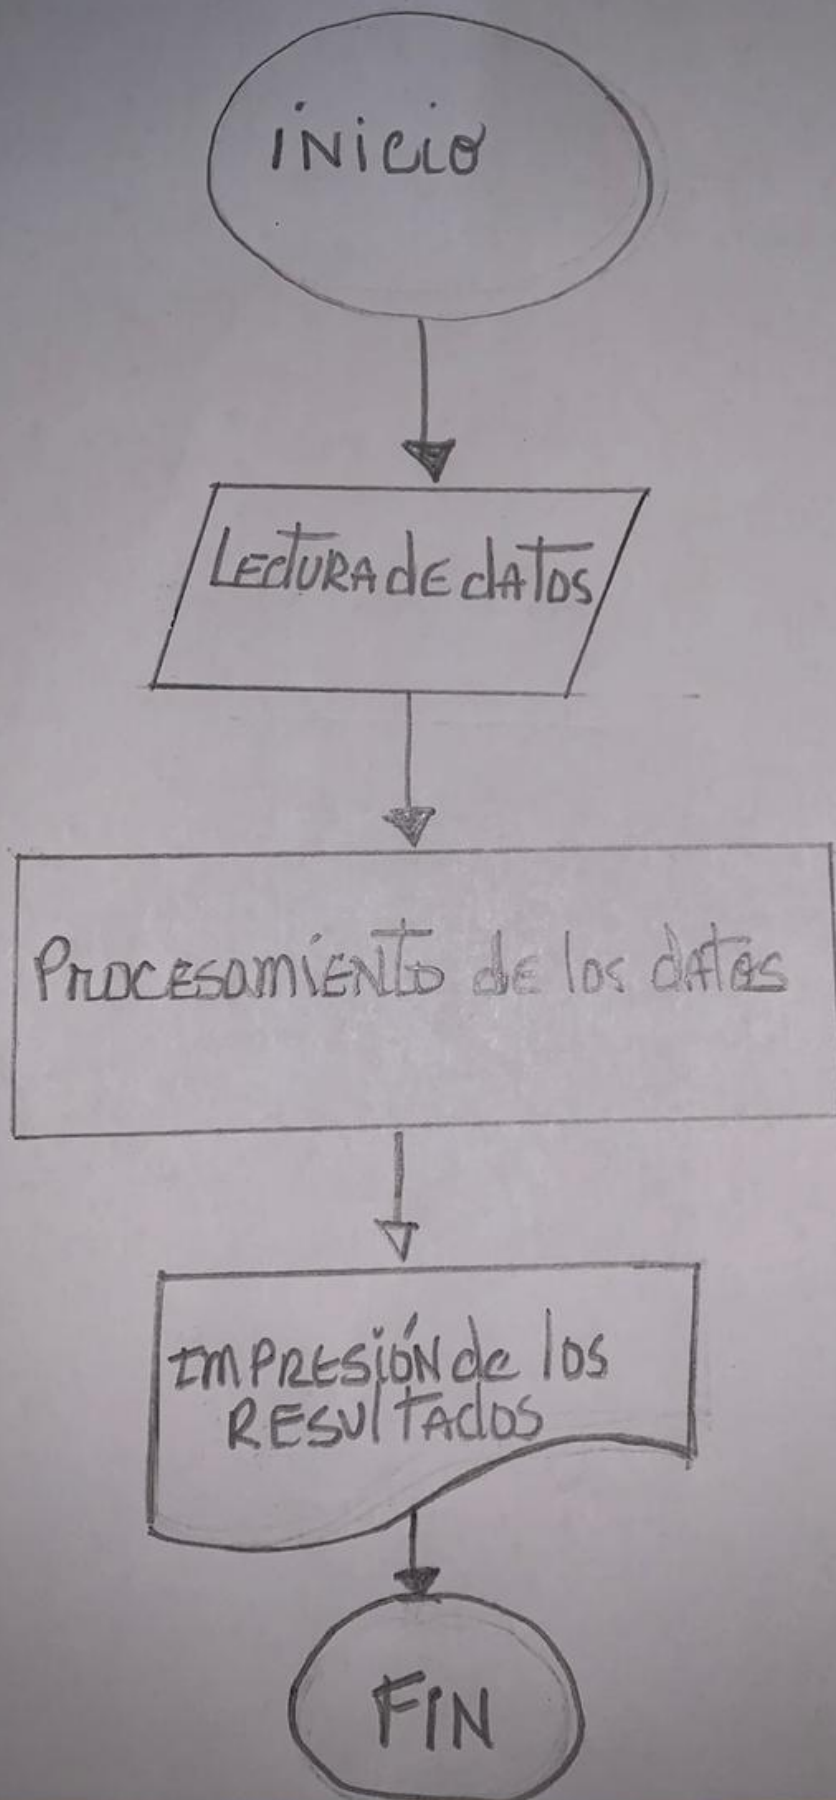 iNicio
LECTURA dE dATOS
PROCESAMiENTO de los dATOS
IMPRESiÓN de los
RESUlTAdOS
FIN